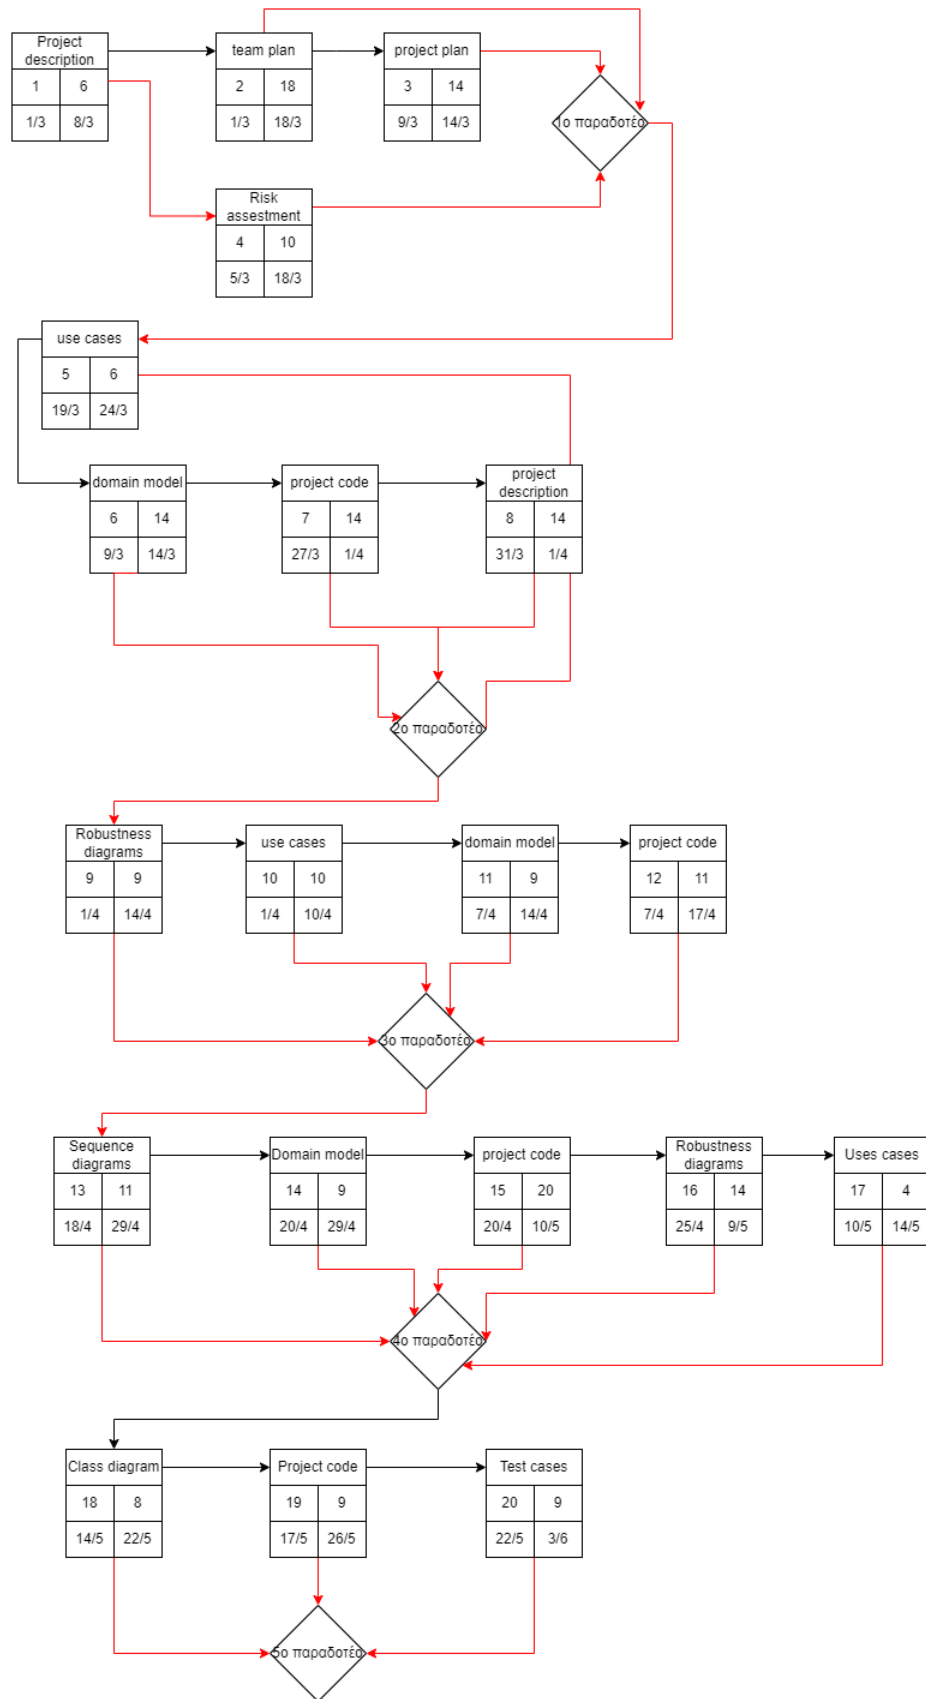 Project
description
1 6
1/3 8/3
team plan
2 18
1/3 18/3
project plan
3 14
9/3 14/3
1ο παραδοτέο
Risk
assestment
4 10
5/3 18/3
use cases
5 6
19/3 24/3
domain model
6 14
9/3 14/3
project code
7 14
27/3 1/4
project
description
8 14
31/3 1/4
2ο παραδοτέο
Robustness
diagrams
9 9
1/4 14/4
use cases
10 10
1/4 10/4
domain model
11 9
7/4 14/4
project code
12 11
7/4 17/4
3ο παραδοτέο
Sequence
diagrams
13 11
18/4 29/4
Domain model
14 9
20/4 29/4
project code
15 20
20/4 10/5
Robustness
diagrams
16 14
25/4 9/5
Uses cases
17 4
10/5 14/5
4ο παραδοτέο
Class diagram
18 8
14/5 22/5
Project code
19 9
17/5 26/5
Test cases
20 9
22/5 3/6
5ο παραδοτέο